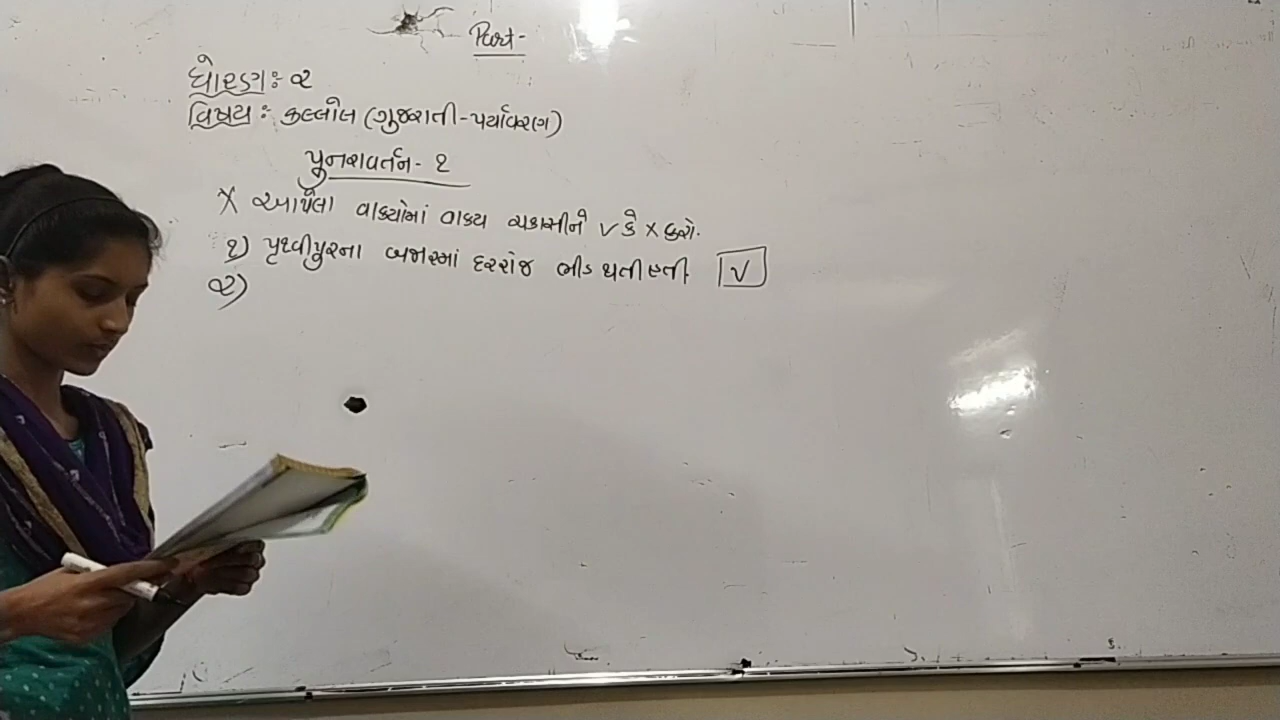 Part-
ધોરણ : ૨
વિષય : કલ્લોલ (ગુજરાતી - પર્યાવરણ)
પુનરાવર્તન - ૧
X આપેલા વાક્યોમાં વાક્ય ચકાસીને √ કે X કરો.
૧) પૃથ્વીપુરના બજારમાં દરરોજ ભીડ થતી હતી √
૨)